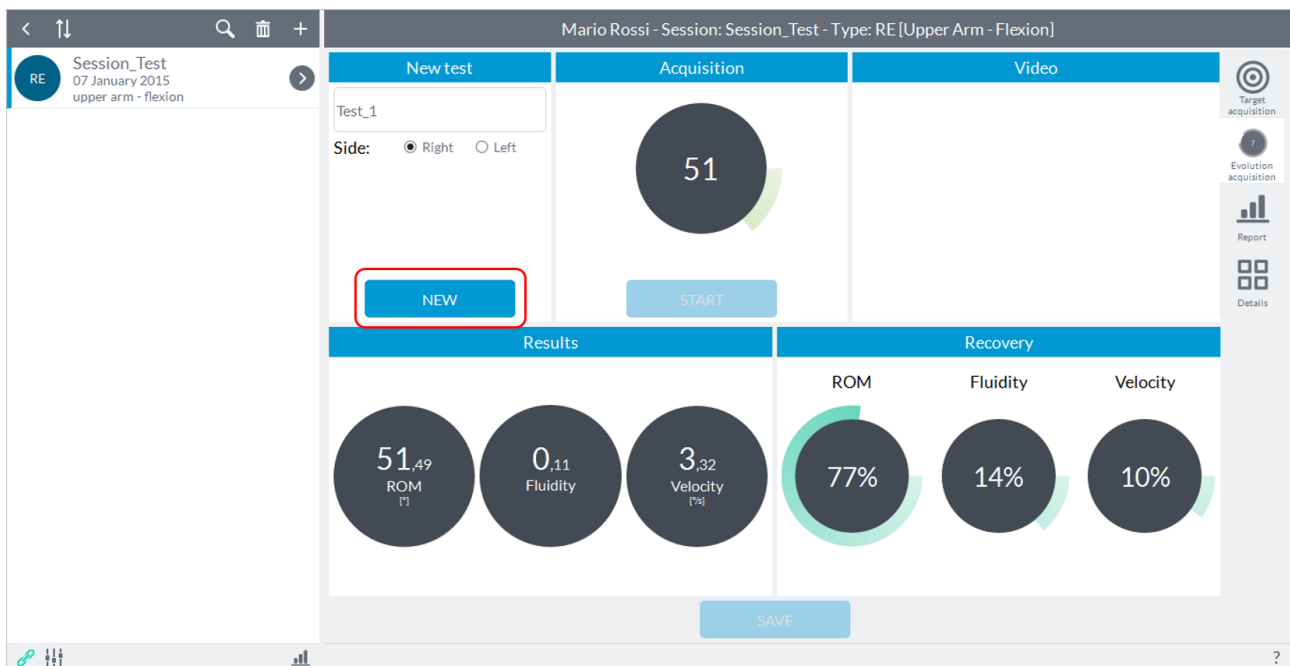 Mario Rossi - Session: Session_Test - Type: RE [Upper Arm - Flexion]
RE
Session_Test
07 January 2015
upper arm - flexion
New test
Test_1
Side:
Right
Left
NEW
Acquisition
51
START
Video
Target
acquisition
7
Evolution
acquisition
Report
Details
Results
51,49
ROM
[°]
0,11
Fluidity
3,32
Velocity
[°/s]
Recovery
ROM
Fluidity
Velocity
77%
14%
10%
SAVE
?